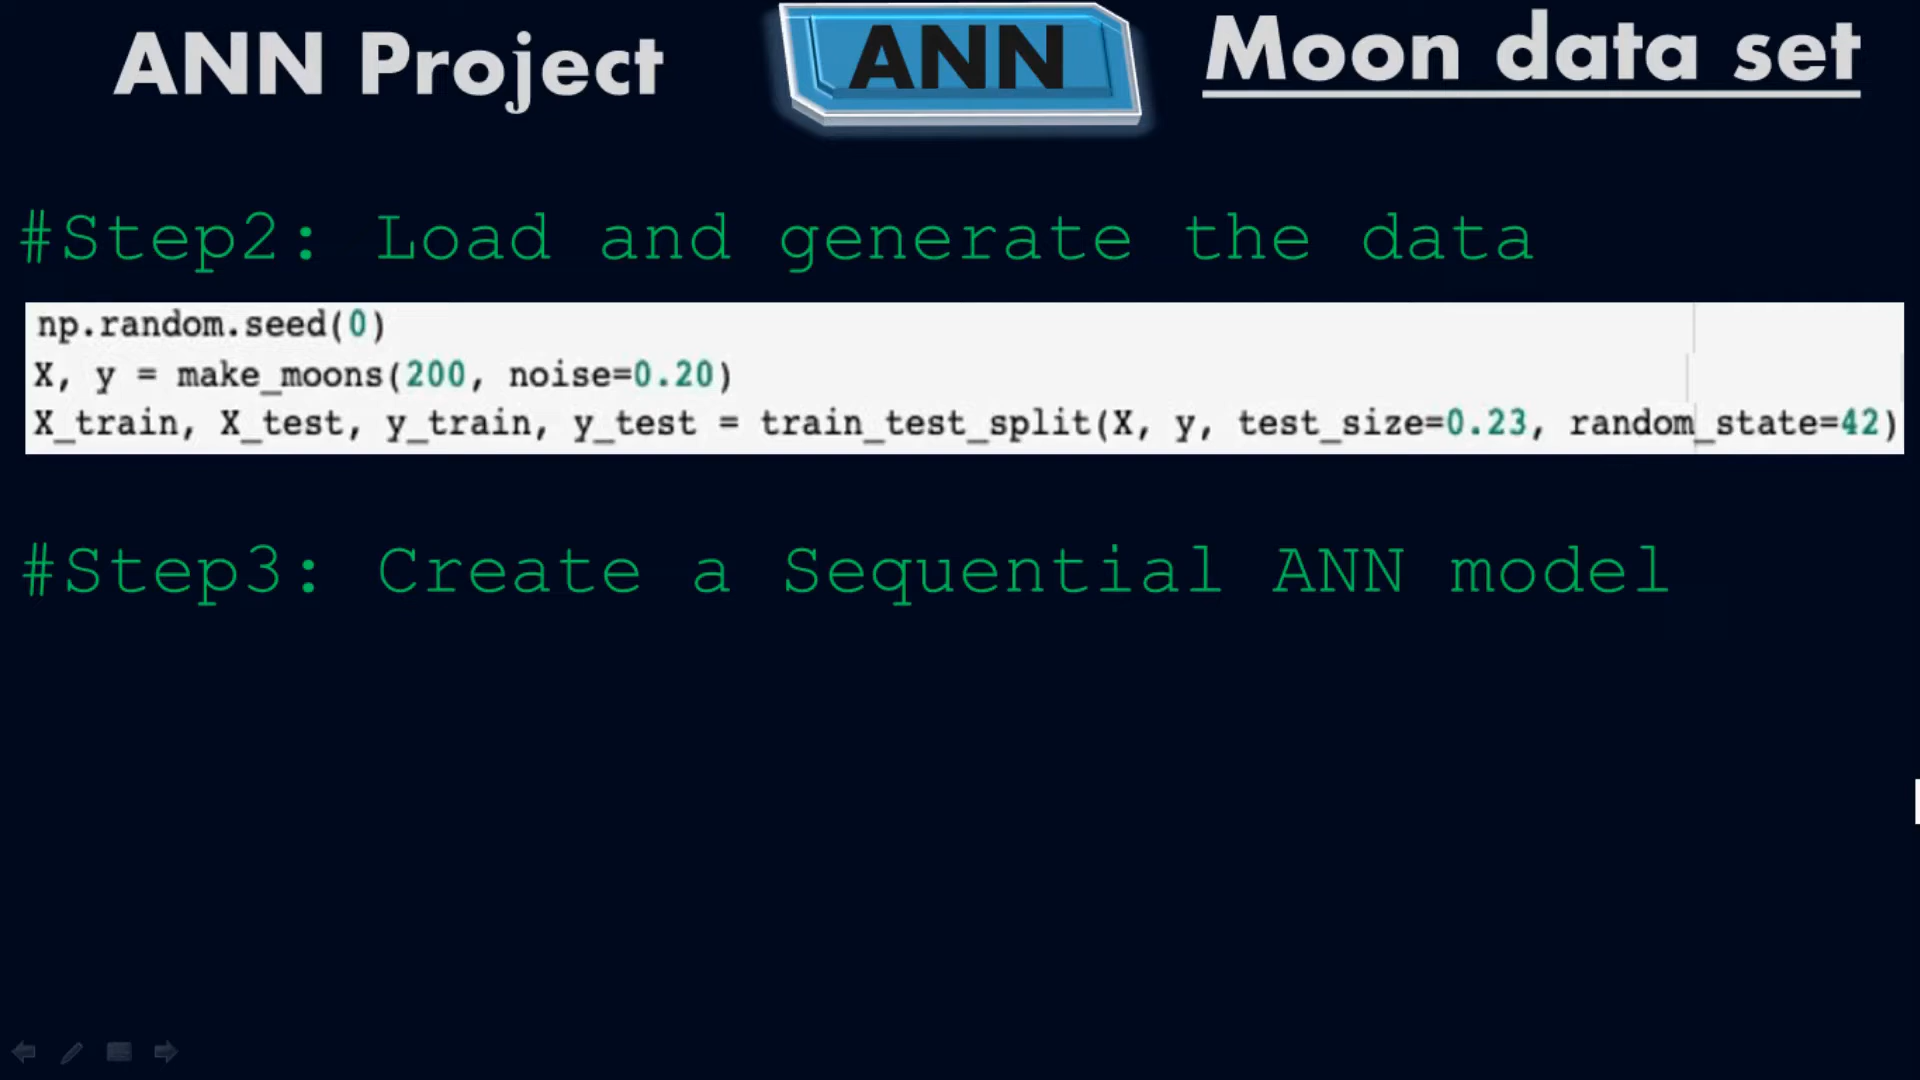 ANN Project
ANN
Moon data set
#Step2: Load and generate the data
np.random.seed(0)
X, y = make_moons(200, noise=0.20)
X_train, X_test, y_train, y_test = train_test_split(X, y, test_size=0.23, random_state=42)
#Step3: Create a Sequential ANN model